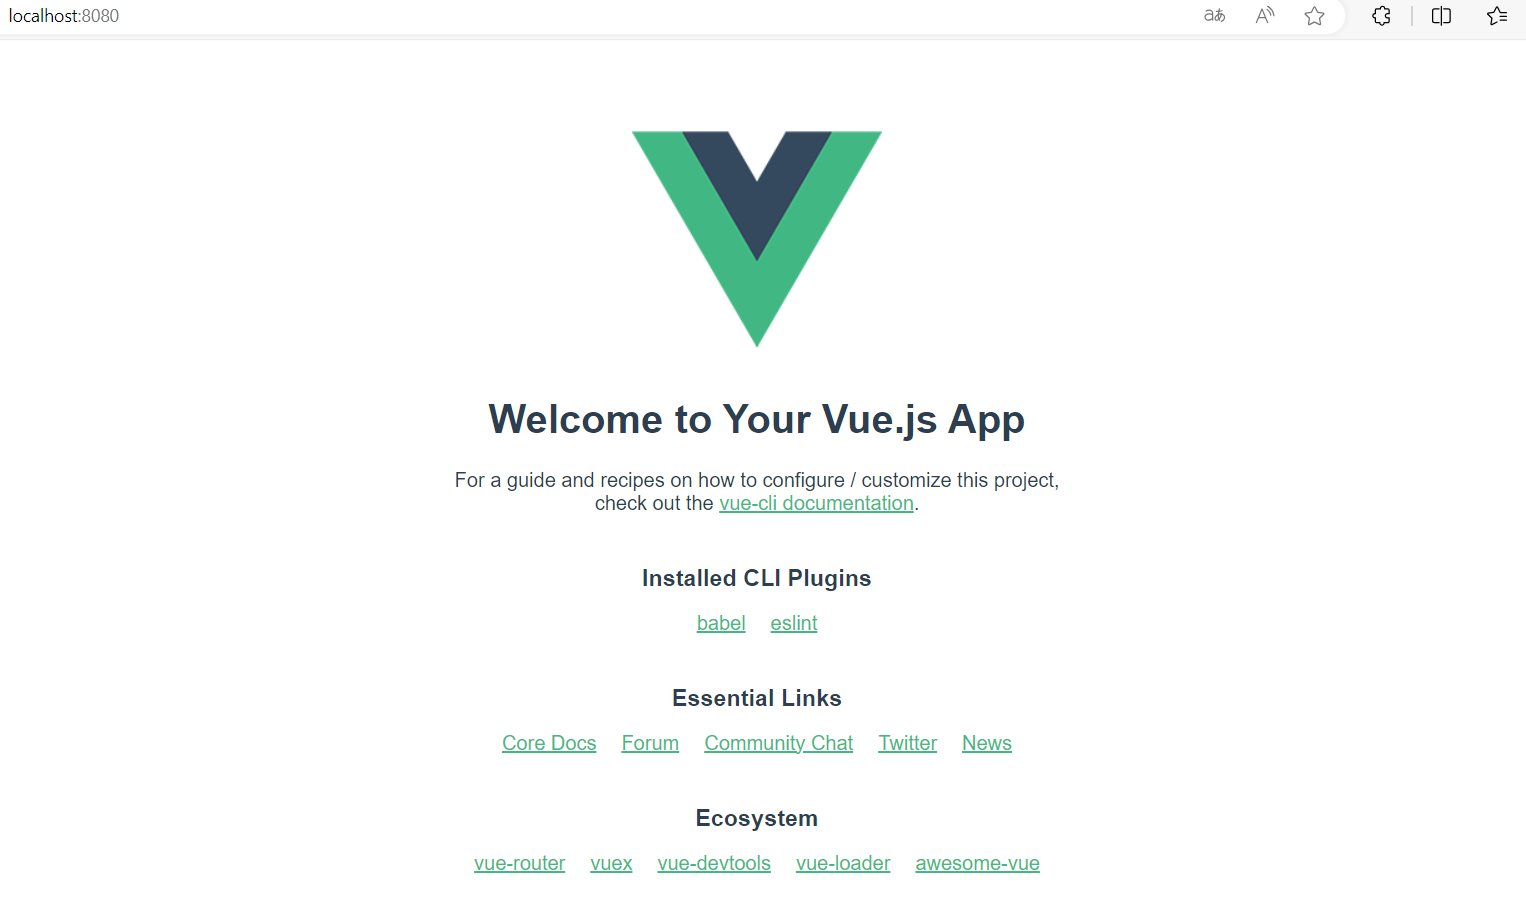 localhost:8080
Welcome to Your Vue.js App
For a guide and recipes on how to configure / customize this project,
check out the vue-cli documentation.
Installed CLI Plugins
babel eslint
Essential Links
Core Docs Forum Community Chat Twitter News
Ecosystem
vue-router vuex vue-devtools vue-loader awesome-vue